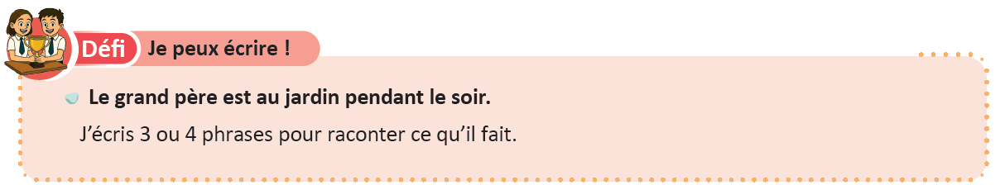 Défi Je peux écrire !
Le grand père est au jardin pendant le soir.
J’écris 3 ou 4 phrases pour raconter ce qu’il fait.